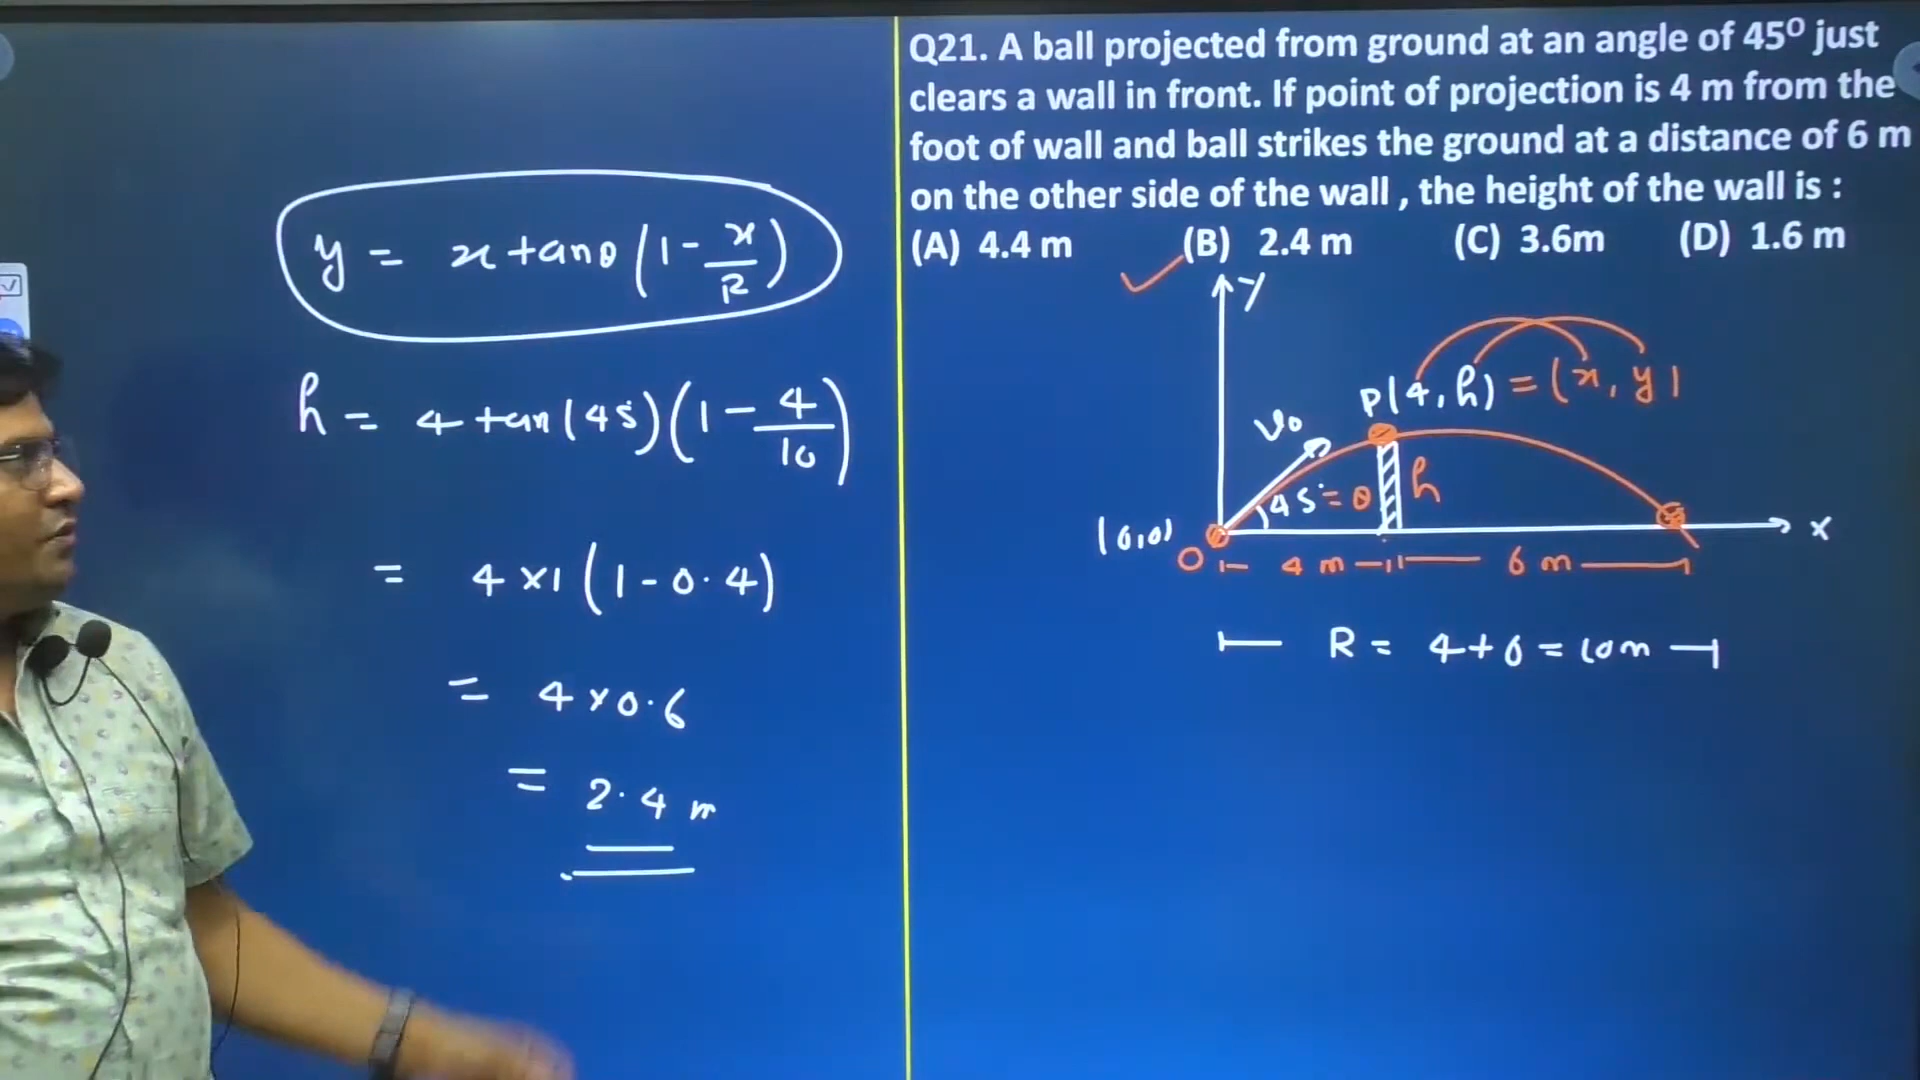 Q21. A ball projected from ground at an angle of 45⁰ just
clears a wall in front. If point of projection is 4 m from the
foot of wall and ball strikes the ground at a distance of 6 m
on the other side of the wall , the height of the wall is :
(A) 4.4 m (B) 2.4 m (C) 3.6m (D) 1.6 m
y = x tanθ (1 - x/R)
h = 4 tan(45)(1 - 4/10)
= 4 × 1 (1 - 0.4)
= 4 × 0.6
= 2.4 m
Y
P(4, h) = (x, y)
v₀
45° = θ h
(0,0) x
O 4 m 6 m
R = 4 + 6 = 10m